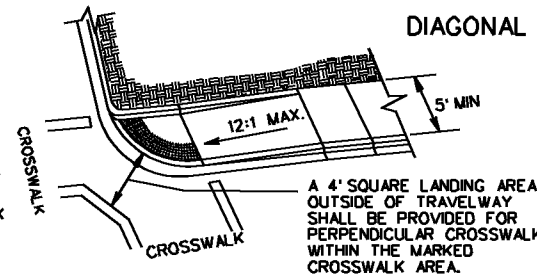 DIAGONAL
5' MIN
12:1 MAX.
CROSSWALK
CROSSWALK
A 4' SQUARE LANDING AREA
OUTSIDE OF TRAVELWAY
SHALL BE PROVIDED FOR
PERPENDICULAR CROSSWALK
WITHIN THE MARKED
CROSSWALK AREA.